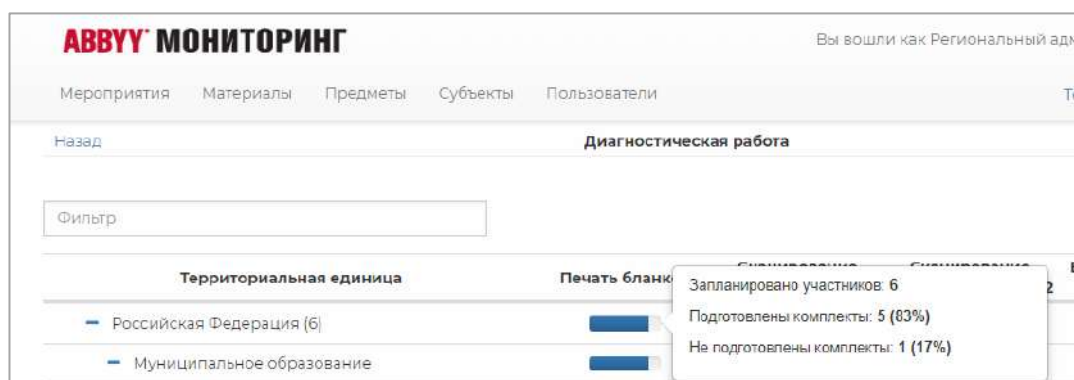 ABBYY® МОНИТОРИНГ
Вы вошли как Региональный адм
Мероприятия Материалы Предметы Субъекты Пользователи
Назад Диагностическая работа
Фильтр
Территориальная единица Печать бланк
Запланировано участников: 6
Подготовлены комплекты: 5 (83%)
Не подготовлены комплекты: 1 (17%)
Российская Федерация (6)
Муниципальное образование